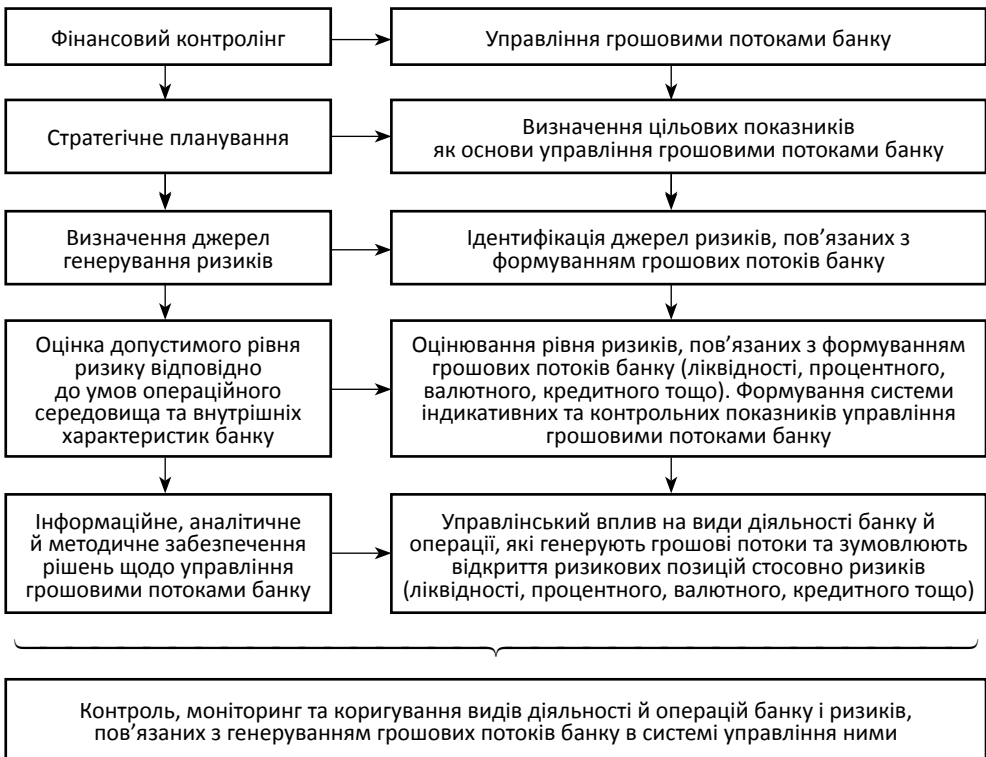 Фінансовий контролінг
Управління грошовими потоками банку
Стратегічне планування
Визначення цільових показників
як основи управління грошовими потоками банку
Визначення джерел
генерування ризиків
Ідентифікація джерел ризиків, пов’язаних з
формуванням грошових потоків банку
Оцінка допустимого рівня
ризику відповідно
до умов операційного
середовища та внутрішніх
характеристик банку
Оцінювання рівня ризиків, пов’язаних з формуванням
грошових потоків банку (ліквідності, процентного,
валютного, кредитного тощо). Формування системи
індикативних та контрольних показників управління
грошовими потоками банку
Інформаційне, аналітичне
й методичне забезпечення
рішень щодо управління
грошовими потоками банку
Управлінський вплив на види діяльності банку й
операції, які генерують грошові потоки та зумовлюють
відкриття ризикових позицій стосовно ризиків
(ліквідності, процентного, валютного, кредитного тощо)
Контроль, моніторинг та коригування видів діяльності й операцій банку і ризиків,
пов’язаних з генеруванням грошових потоків банку в системі управління ними